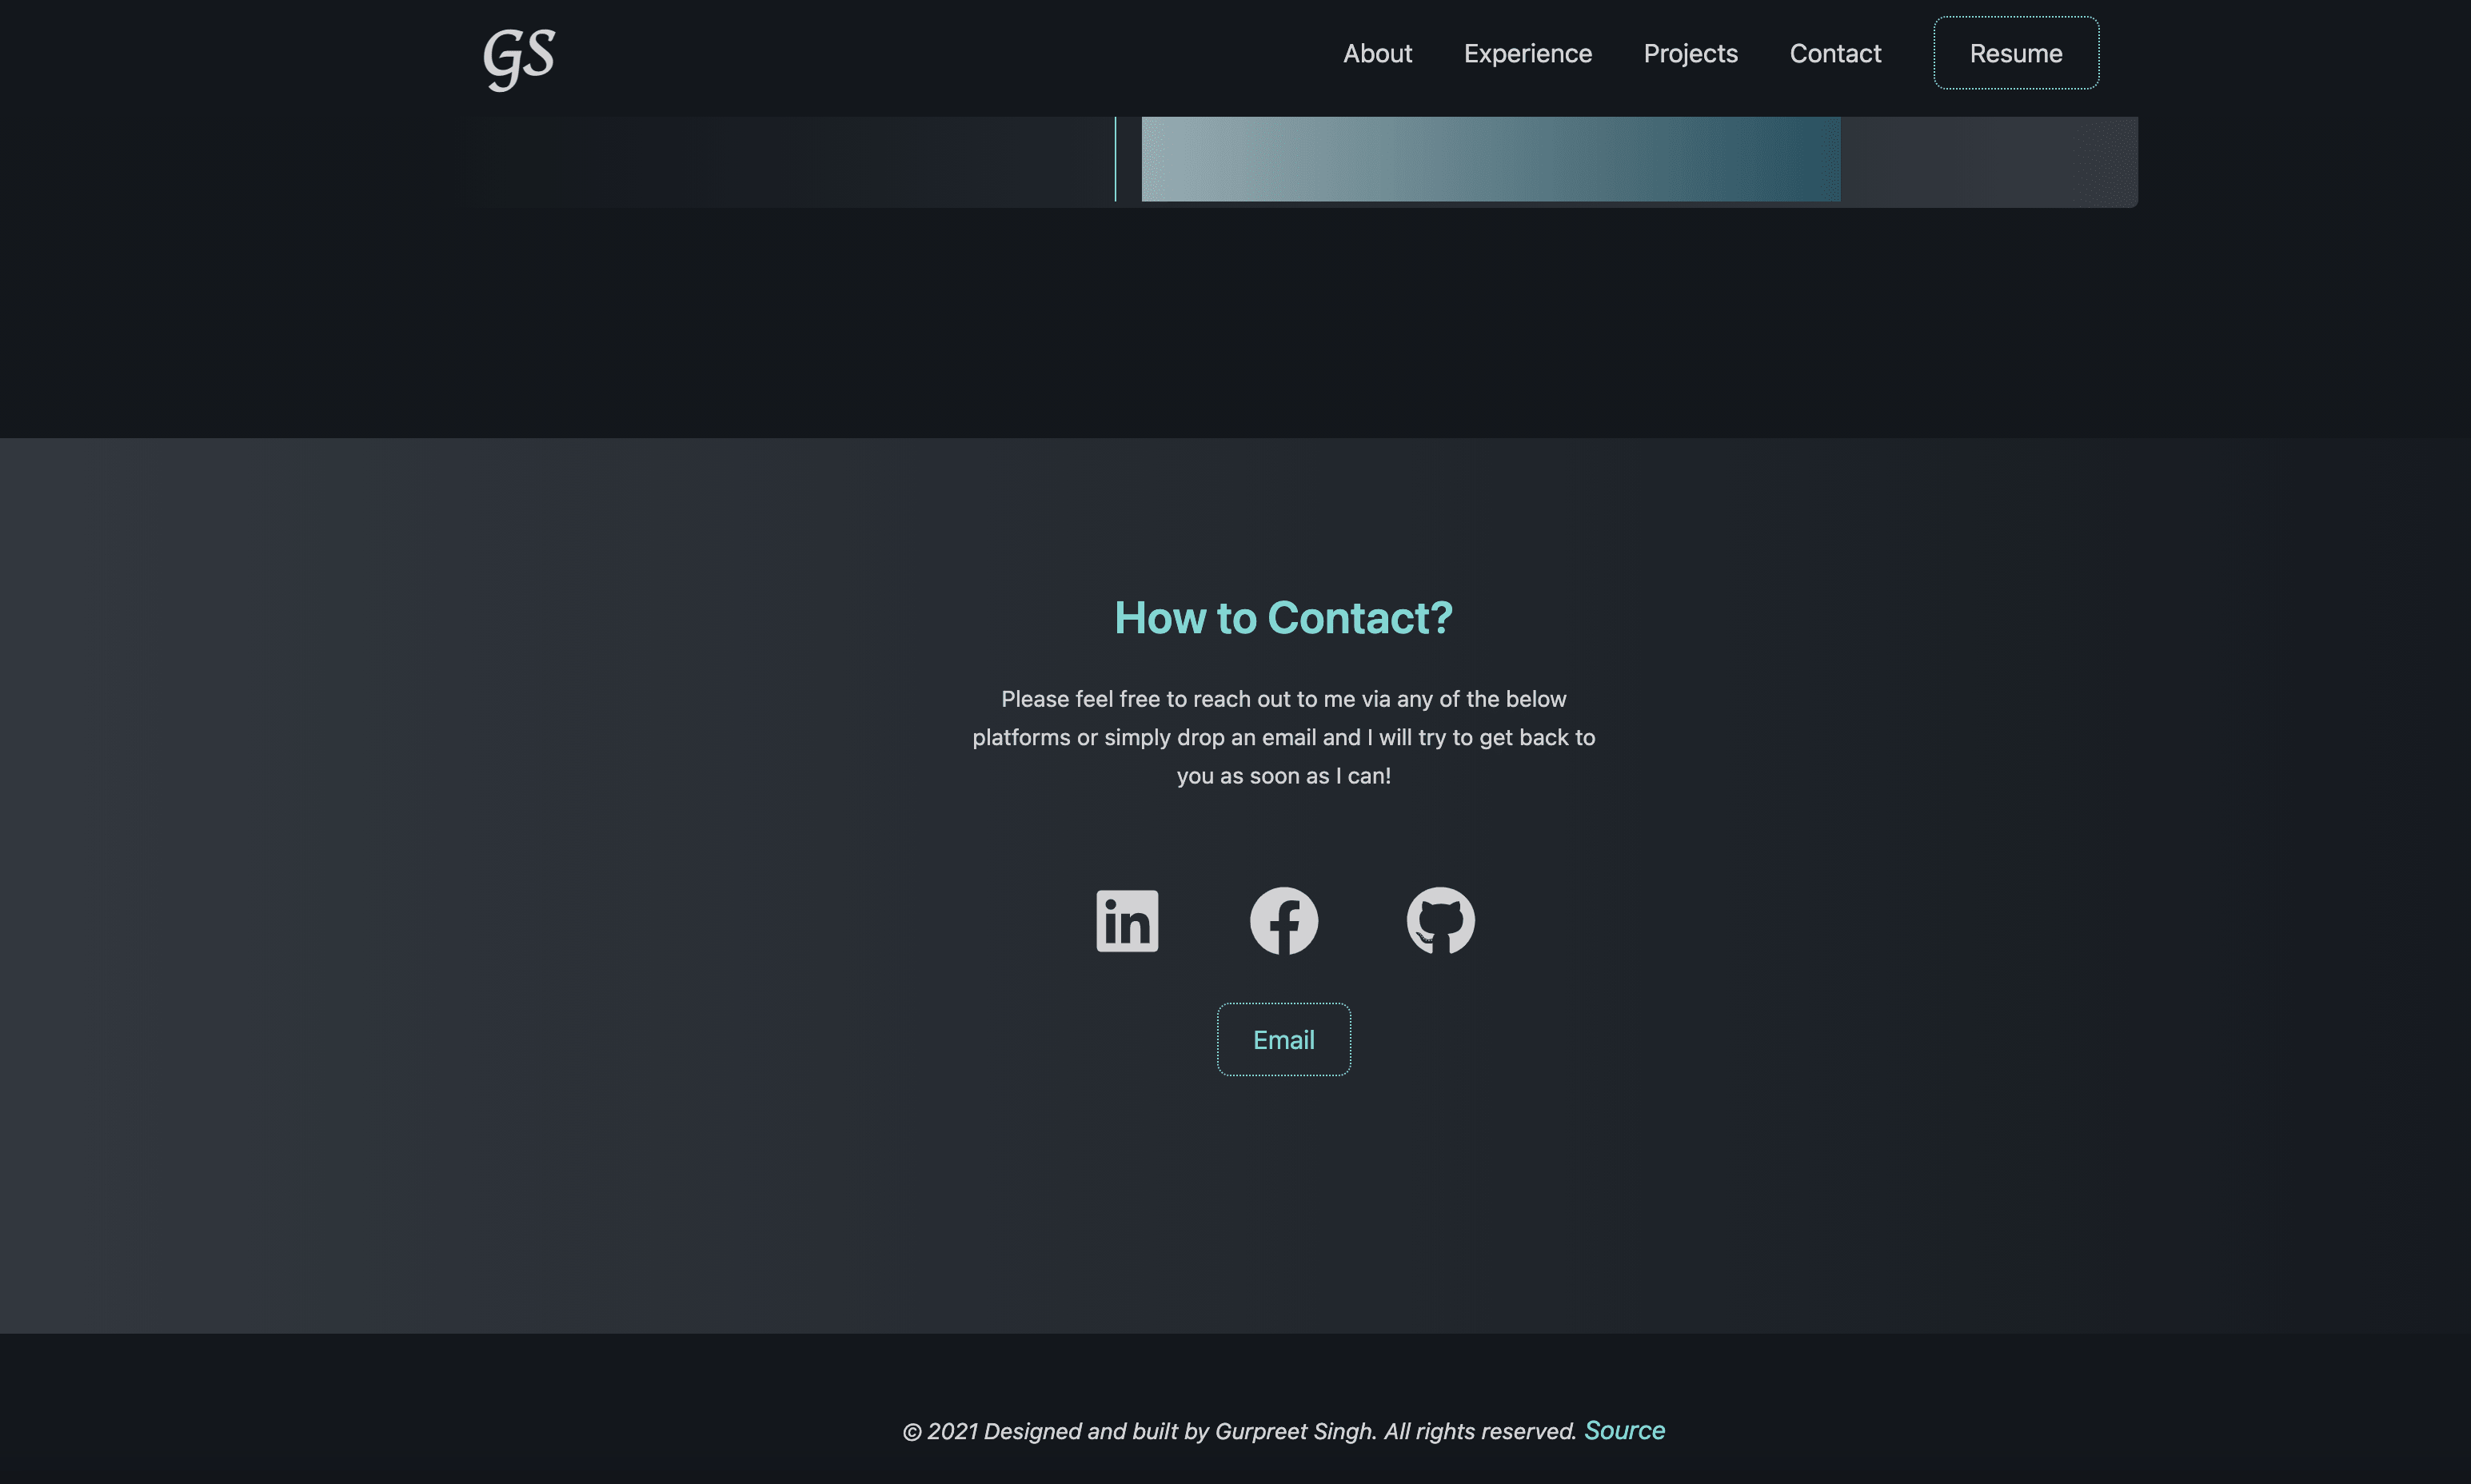 GS
About Experience Projects Contact Resume
How to Contact?
Please feel free to reach out to me via any of the below
platforms or simply drop an email and I will try to get back to
you as soon as I can!
in f
Email
© 2021 Designed and built by Gurpreet Singh. All rights reserved. Source